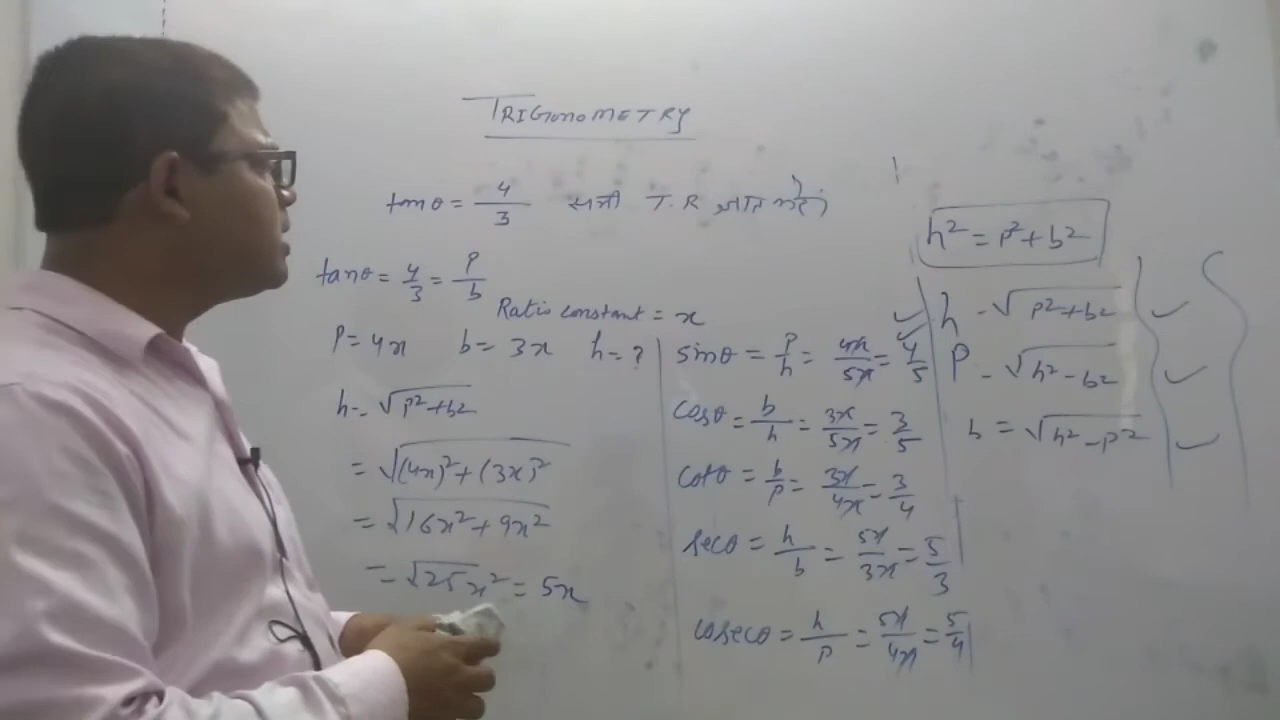 TRIGONOMETRY
tanθ = 4/3 सभी T.R ज्ञात करें।
tanθ = 4/3 = P/b
Ratio constant = x
P = 4x b = 3x h = ?
h = √P²+b²
= √(4x)²+(3x)²
= √16x²+9x²
= √25x² = 5x
sinθ = P/h = 4x/5x = 4/5
cosθ = b/h = 3x/5x = 3/5
cotθ = b/P = 3x/4x = 3/4
secθ = h/b = 5x/3x = 5/3
cosecθ = h/P = 5x/4x = 5/4
h² = P²+b²
h = √P²+b²
P = √h²-b²
b = √h²-P²